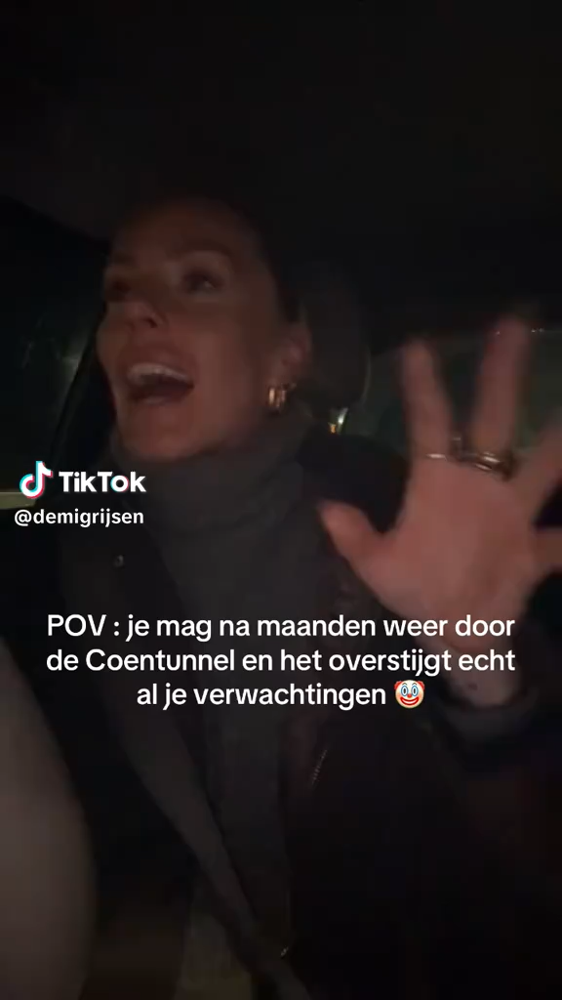 TikTok
@demigrijsen
POV : je mag na maanden weer door
de Coentunnel en het overstijgt echt
al je verwachtingen 🤡